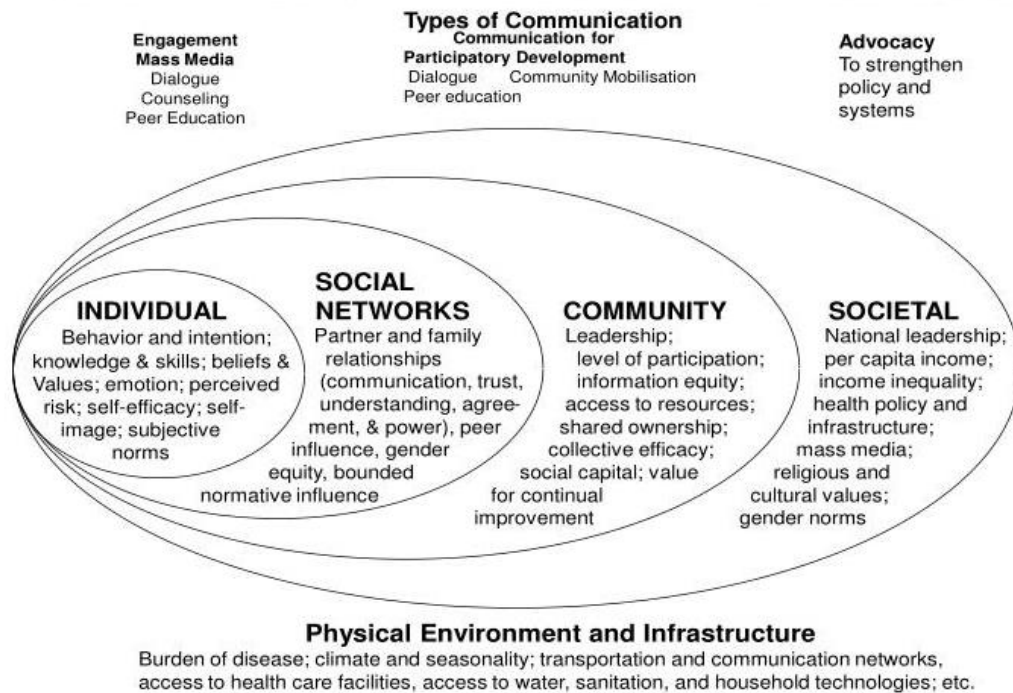 Types of Communication
Engagement
Mass Media
Dialogue
Counseling
Peer Education
Communication for
Participatory Development
Dialogue Community Mobilisation
Peer education
Advocacy
To strengthen
policy and
systems
INDIVIDUAL
Behavior and intention;
knowledge & skills; beliefs &
Values; emotion; perceived
risk; self-efficacy; self-
image; subjective
norms
SOCIAL
NETWORKS
Partner and family
relationships
(communication, trust,
understanding, agree-
ment, & power), peer
influence, gender
equity, bounded
normative influence
COMMUNITY
Leadership;
level of participation;
information equity;
access to resources;
shared ownership;
collective efficacy;
social capital; value
for continual
improvement
SOCIETAL
National leadership;
per capita income;
income inequality;
health policy and
infrastructure;
mass media;
religious and
cultural values;
gender norms
Physical Environment and Infrastructure
Burden of disease; climate and seasonality; transportation and communication networks,
access to health care facilities, access to water, sanitation, and household technologies; etc.